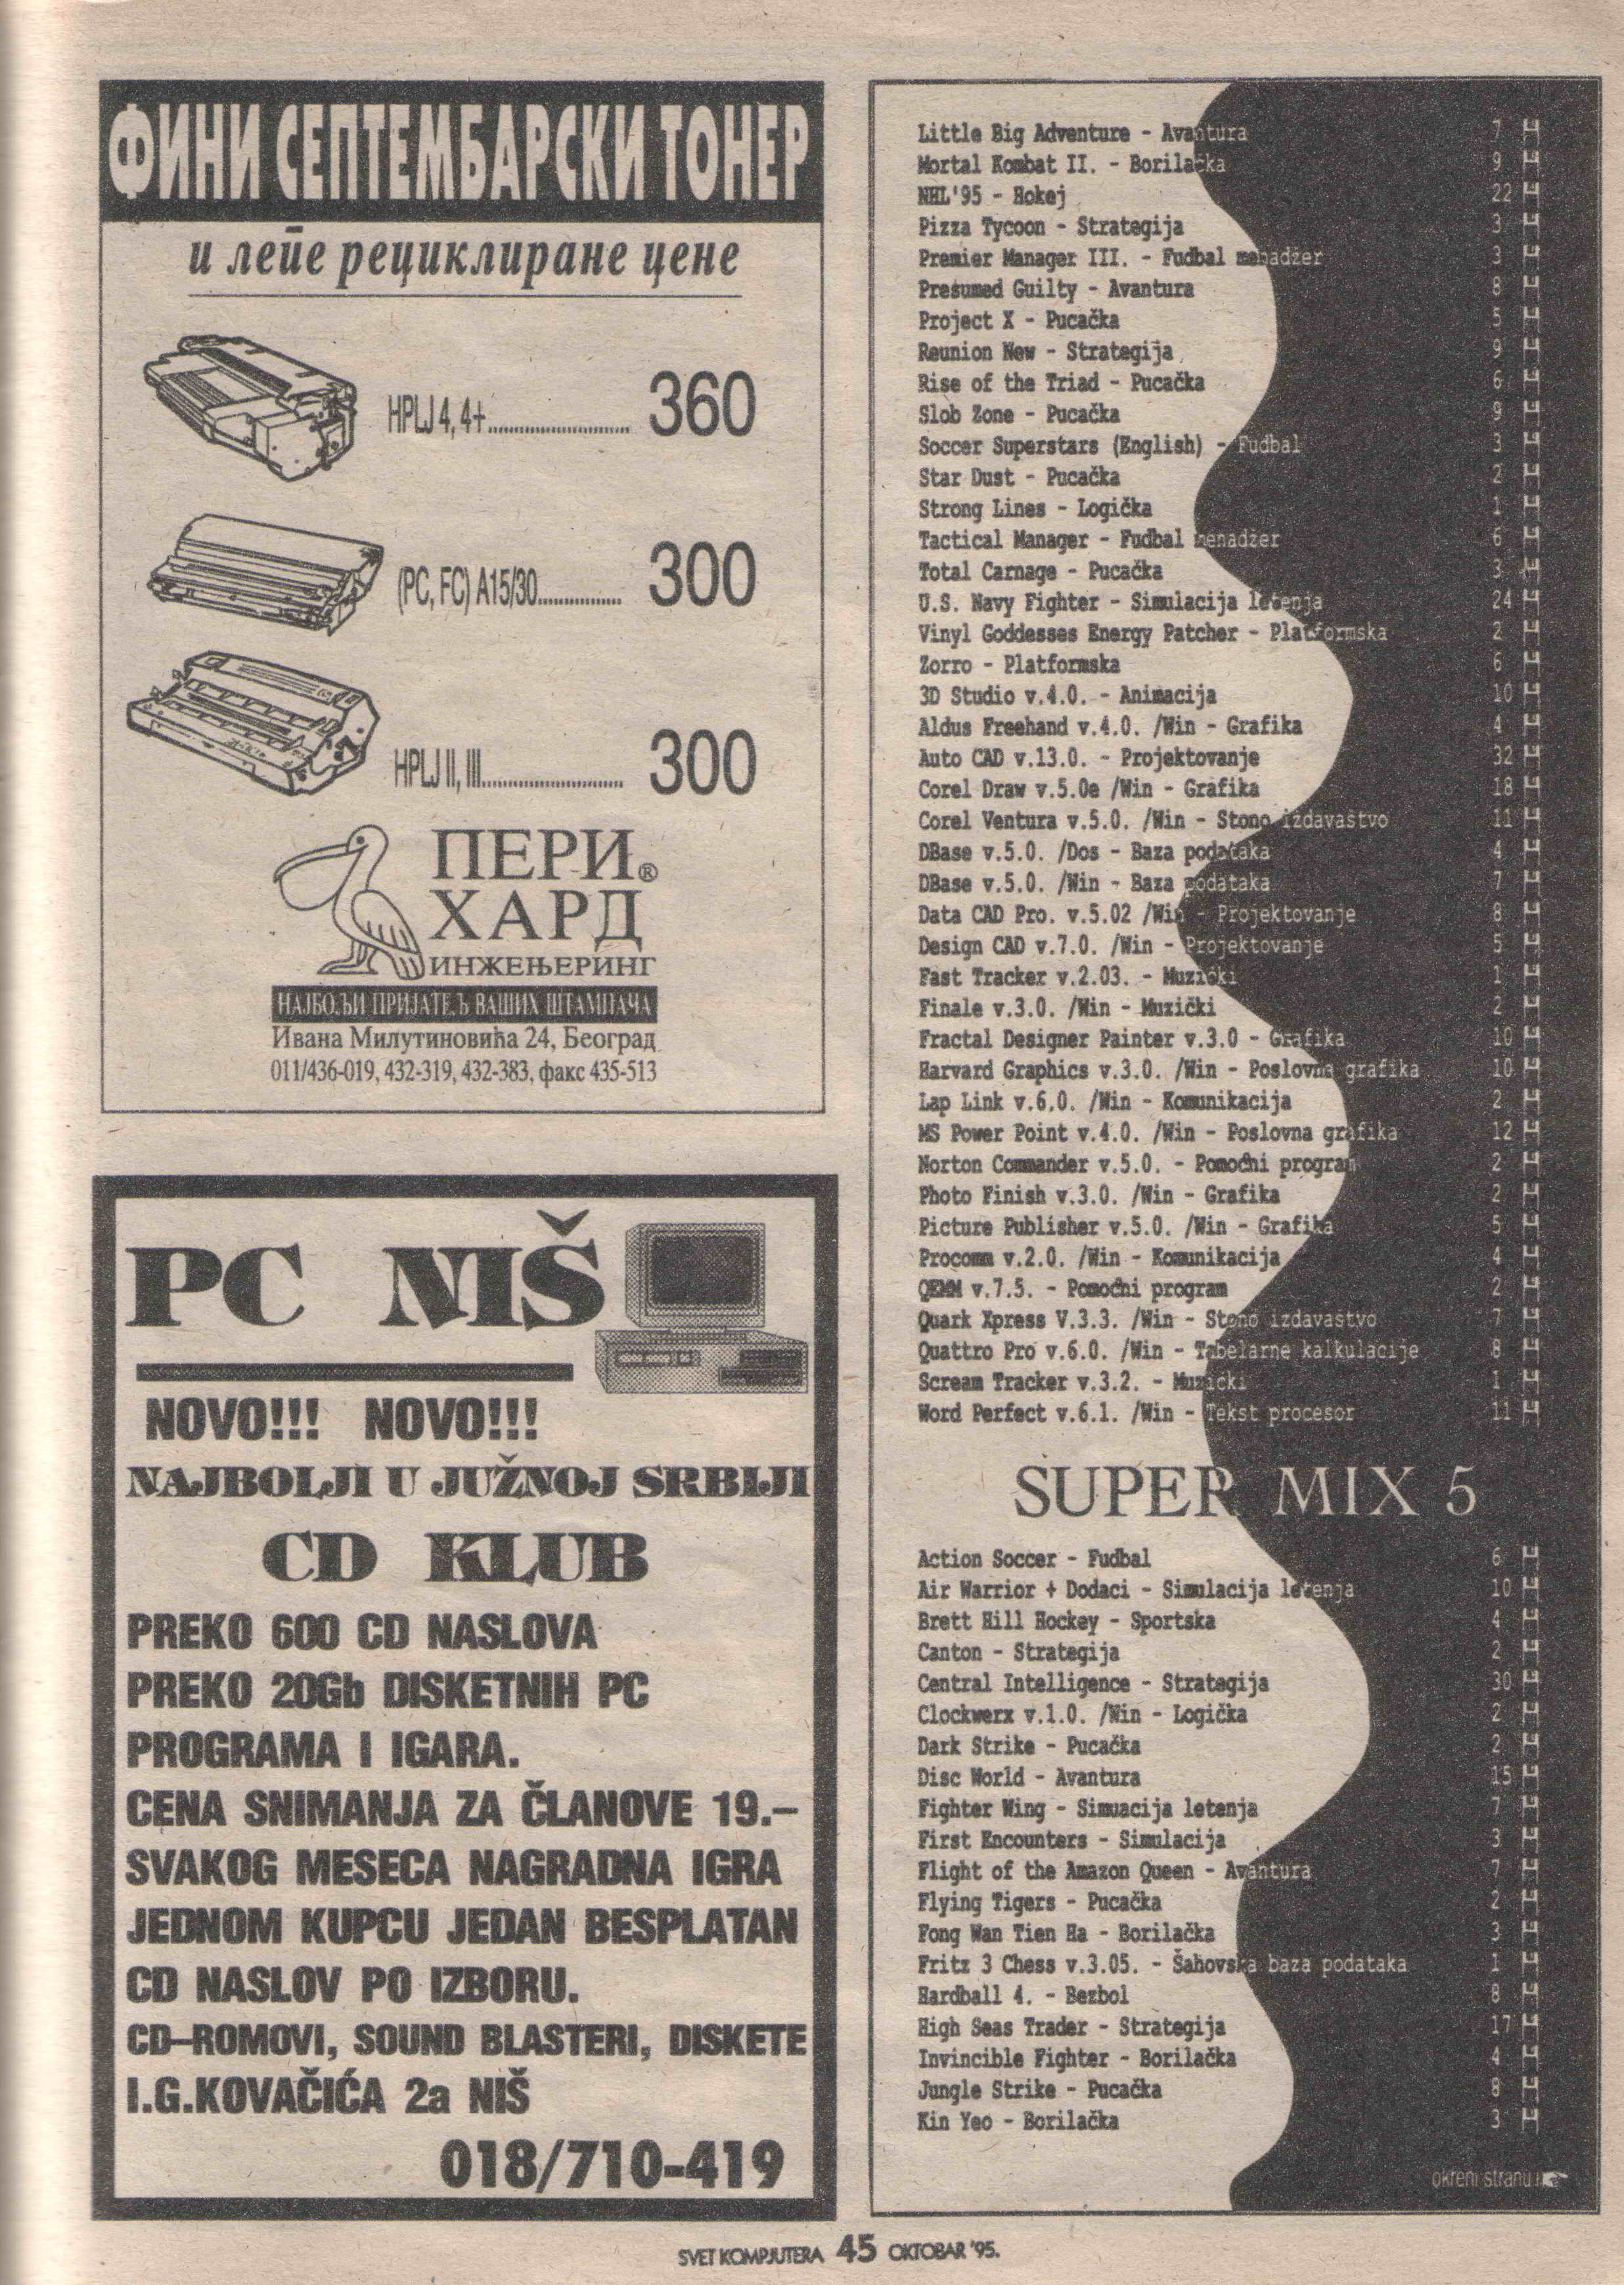 ФИНИ СЕПТЕМБАРСКИ ТОНЕР
и лепе рециклиране цене
HPLJ 4, 4+.......................... 360
(PC, FC) A15/30............... 300
HPLJ II, III.......................... 300
ПЕРИ®
ХАРД
ИНЖЕЊЕРИНГ
НАЈБОЉИ ПРИЈАТЕЉ ВАШИХ ШТАМПАЧА
Ивана Милутиновића 24, Београд
011/436-019, 432-319, 432-383, факс 435-513
PC NIŠ
NOVO!!! NOVO!!!
NAJBOLJI U JUŽNOJ SRBIJI
CD KLUB
PREKO 600 CD NASLOVA
PREKO 20Gb DISKETNIH PC
PROGRAMA I IGARA.
CENA SNIMANJA ZA ČLANOVE 19.–
SVAKOG MESECA NAGRADNA IGRA
JEDNOM KUPCU JEDAN BESPLATAN
CD NASLOV PO IZBORU.
CD–ROMOVI, SOUND BLASTERI, DISKETE
I.G.KOVAČIĆA 2a NIŠ
018/710-419
Little Big Adventure - Avantura 7 H
Mortal Kombat II. - Borilačka 9 H
NHL'95 - Hokej 22 H
Pizza Tycoon - Strategija 3 H
Premier Manager III. - Fudbal menadžer 3 H
Presumed Guilty - Avantura 8 H
Project X - Pucačka 5 H
Reunion New - Strategija 9 H
Rise of the Triad - Pucačka 6 H
Slob Zone - Pucačka 9 H
Soccer Superstars (English) - Fudbal 3 H
Star Dust - Pucačka 2 H
Strong Lines - Logička 1 H
Tactical Manager - Fudbal menadžer 6 H
Total Carnage - Pucačka 3 H
U.S. Navy Fighter - Simulacija letenja 24 H
Vinyl Goddesses Energy Patcher - Platformska 2 H
Zorro - Platformska 6 H
3D Studio v.4.0. - Animacija 10 H
Aldus Freehand v.4.0. /Win - Grafika 4 H
Auto CAD v.13.0. - Projektovanje 32 H
Corel Draw v.5.0e /Win - Grafika 18 H
Corel Ventura v.5.0. /Win - Stono izdavaštvo 11 H
DBase v.5.0. /Dos - Baza podataka 4 H
DBase v.5.0. /Win - Baza podataka 7 H
Data CAD Pro. v.5.02 /Win - Projektovanje 8 H
Design CAD v.7.0. /Win - Projektovanje 5 H
Fast Tracker v.2.03. - Muzički 1 H
Finale v.3.0. /Win - Muzički 2 H
Fractal Designer Painter v.3.0 - Grafika 10 H
Harvard Graphics v.3.0. /Win - Poslovna grafika 10 H
Lap Link v.6.0. /Win - Komunikacija 2 H
MS Power Point v.4.0. /Win - Poslovna grafika 12 H
Norton Commander v.5.0. - Pomoćni program 2 H
Photo Finish v.3.0. /Win - Grafika 2 H
Picture Publisher v.5.0. /Win - Grafika 5 H
Procomm v.2.0. /Win - Komunikacija 4 H
QEMM v.7.5. - Pomoćni program 2 H
Quark Xpress V.3.3. /Win - Stono izdavaštvo 7 H
Quattro Pro v.6.0. /Win - Tabelarne kalkulacije 8 H
Scream Tracker v.3.2. - Muzički 1 H
Word Perfect v.6.1. /Win - Tekst procesor 11 H
SUPER MIX 5
Action Soccer - Fudbal 6 H
Air Warrior + Dodaci - Simulacija letenja 10 H
Brett Hill Hockey - Sportska 4 H
Canton - Strategija 2 H
Central Intelligence - Strategija 30 H
Clockwerx v.1.0. /Win - Logička 2 H
Dark Strike - Pucačka 2 H
Disc World - Avantura 15 H
Fighter Wing - Simuacija letenja 7 H
First Encounters - Simulacija 3 H
Flight of the Amazon Queen - Avantura 7 H
Flying Tigers - Pucačka 2 H
Fong Wan Tien Ha - Borilačka 3 H
Fritz 3 Chess v.3.05. - Šahovska baza podataka 1 H
Hardball 4. - Bezbol 8 H
High Seas Trader - Strategija 17 H
Invincible Fighter - Borilačka 4 H
Jungle Strike - Pucačka 8 H
Kin Yeo - Borilačka 3 H
okreni stranu
SVET KOMPJUTERA 45 OKTOBAR '95.